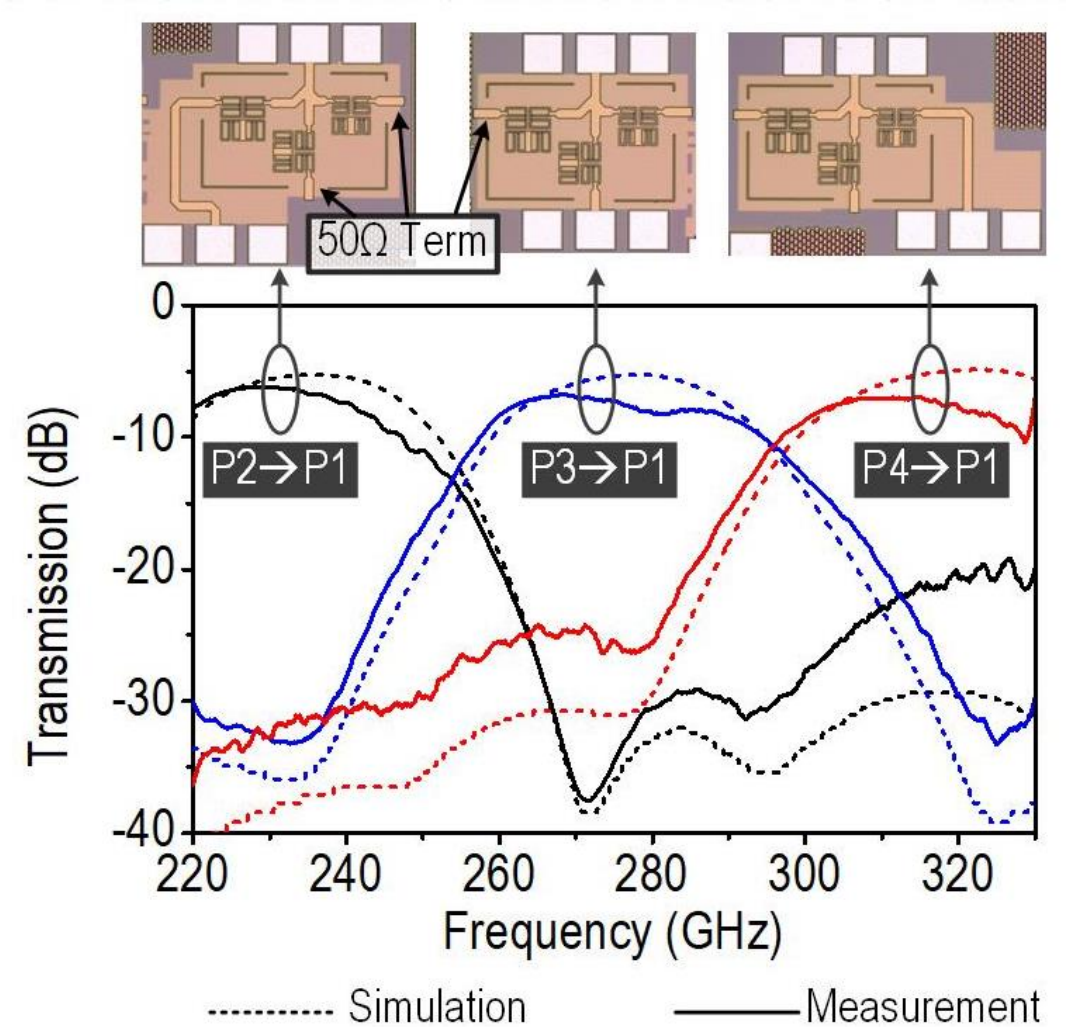 50Ω Term
0
-10
-20
-30
-40
Transmission (dB)
P2→P1
P3→P1
P4→P1
220 240 260 280 300 320
Frequency (GHz)
Simulation Measurement